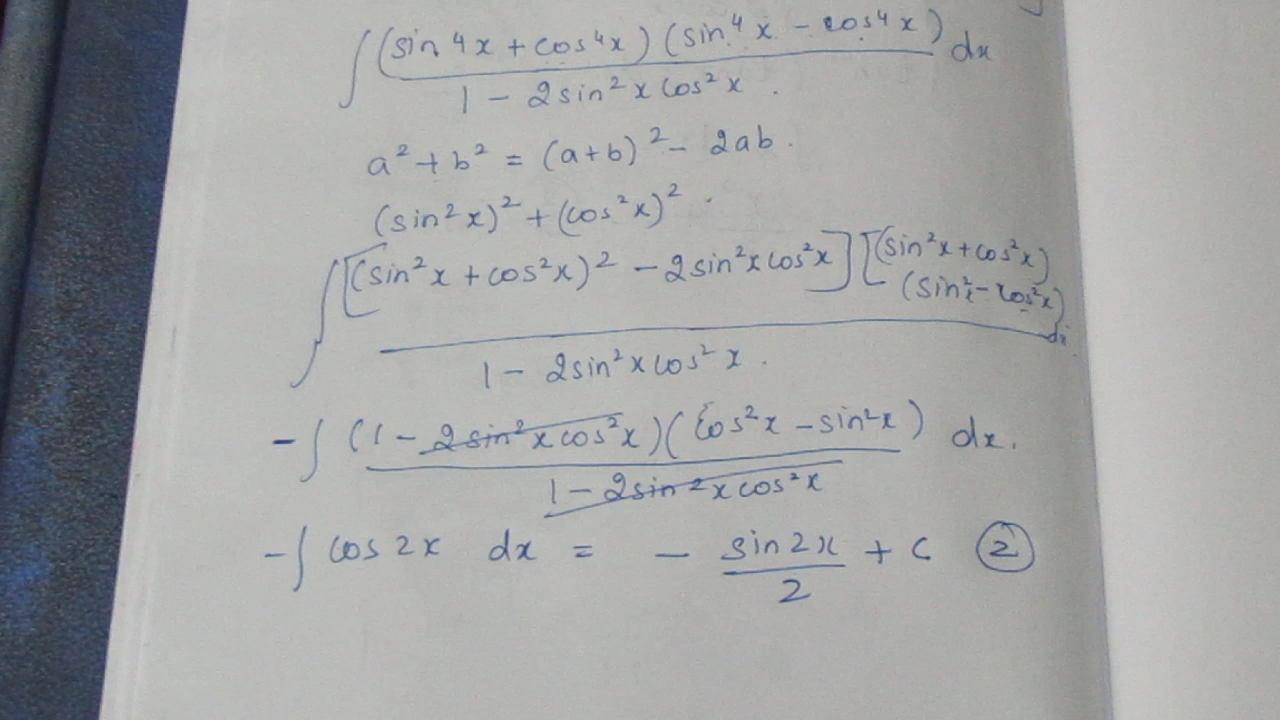 ∫ (sin 4x + cos⁴x) (sin⁴x - cos⁴x) / 1 - 2sin²x cos²x dx
a² + b² = (a+b)² - 2ab.
(sin²x)² + (cos²x)²
∫ [(sin²x + cos²x)² - 2sin²x cos²x] [(sin²x + cos²x) (sin²x - cos²x) / 1 - 2sin²x cos²x. dx
-∫ (1 - 2sin²x cos²x)(cos²x - sin²x) / 1 - 2sin²x cos²x dx.
-∫ cos 2x dx = - sin 2x / 2 + c ②